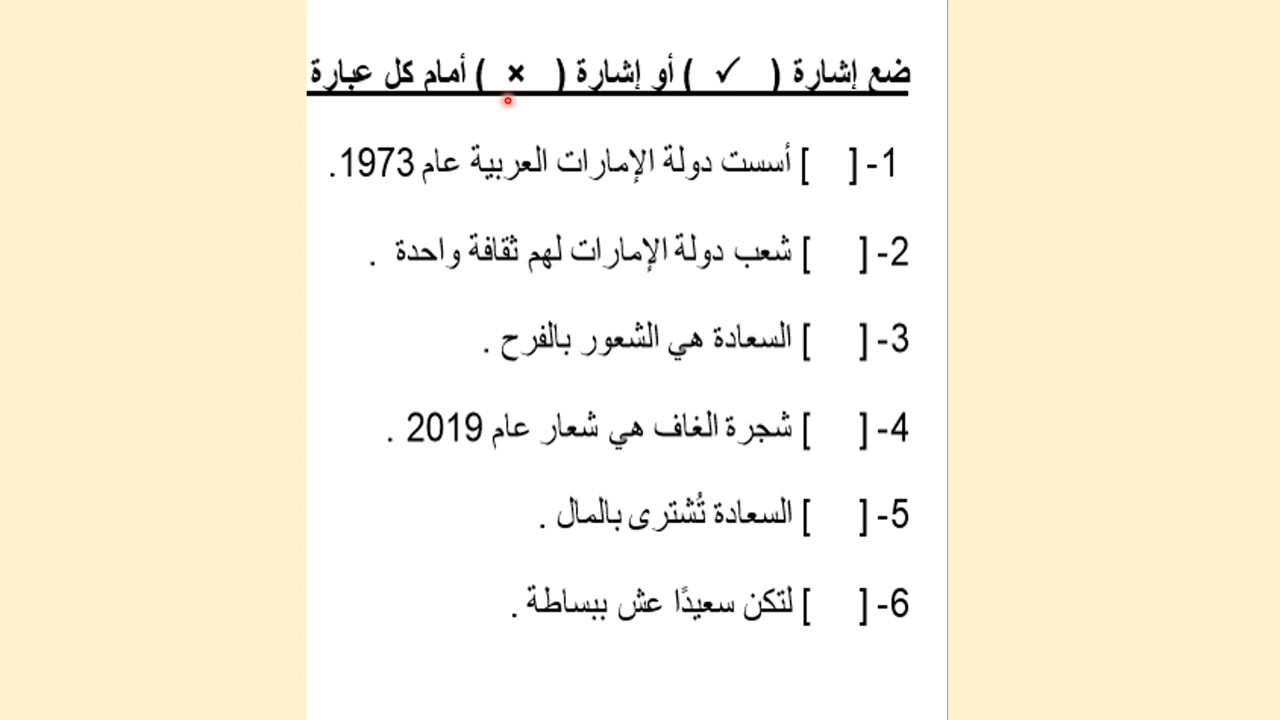 ضع إشارة ( ✓ ) أو إشارة ( × ) أمام كل عبارة
1- [ ] أسست دولة الإمارات العربية عام 1973.
2- [ ] شعب دولة الإمارات لهم ثقافة واحدة .
3- [ ] السعادة هي الشعور بالفرح .
4- [ ] شجرة الغاف هي شعار عام 2019 .
5- [ ] السعادة تُشترى بالمال .
6- [ ] لتكن سعيدًا عش ببساطة .